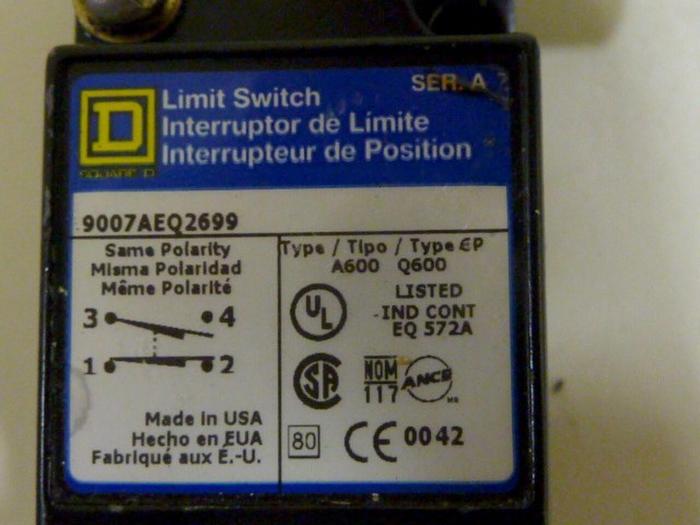 SER. A
Limit Switch
Interruptor de Límite
Interrupteur de Position
D
SQUARE D
9007AEQ2699
Same Polarity
Misma Polaridad
Même Polarité
3 4
1 2
Made in USA
Hecho en EUA
Fabriqué aux É.-U.
Type / Tipo / Type EP
A600 Q600
UL
LISTED
IND CONT
EQ 572A
SA
NOM
117
ANCE
80
CE 0042